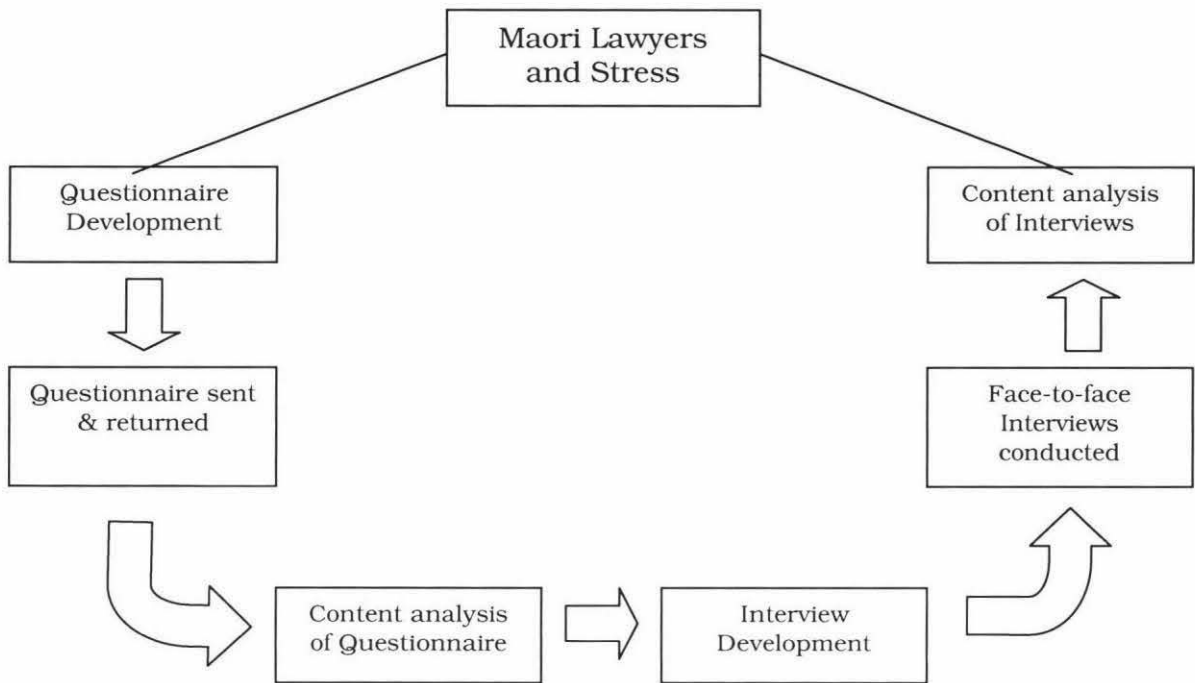 Maori Lawyers
and Stress
Questionnaire
Development
Content analysis
of Interviews
Questionnaire sent
& returned
Face-to-face
Interviews
conducted
Content analysis
of Questionnaire
Interview
Development